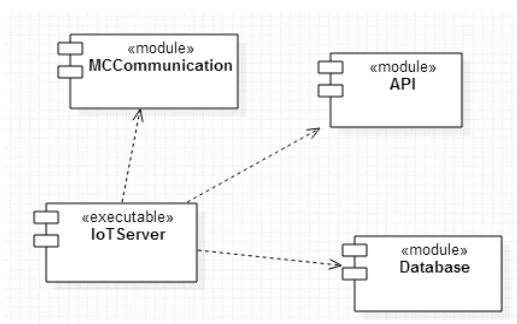 «module»
MCCommunication
«module»
API
«executable»
IoTServer
«module»
Database